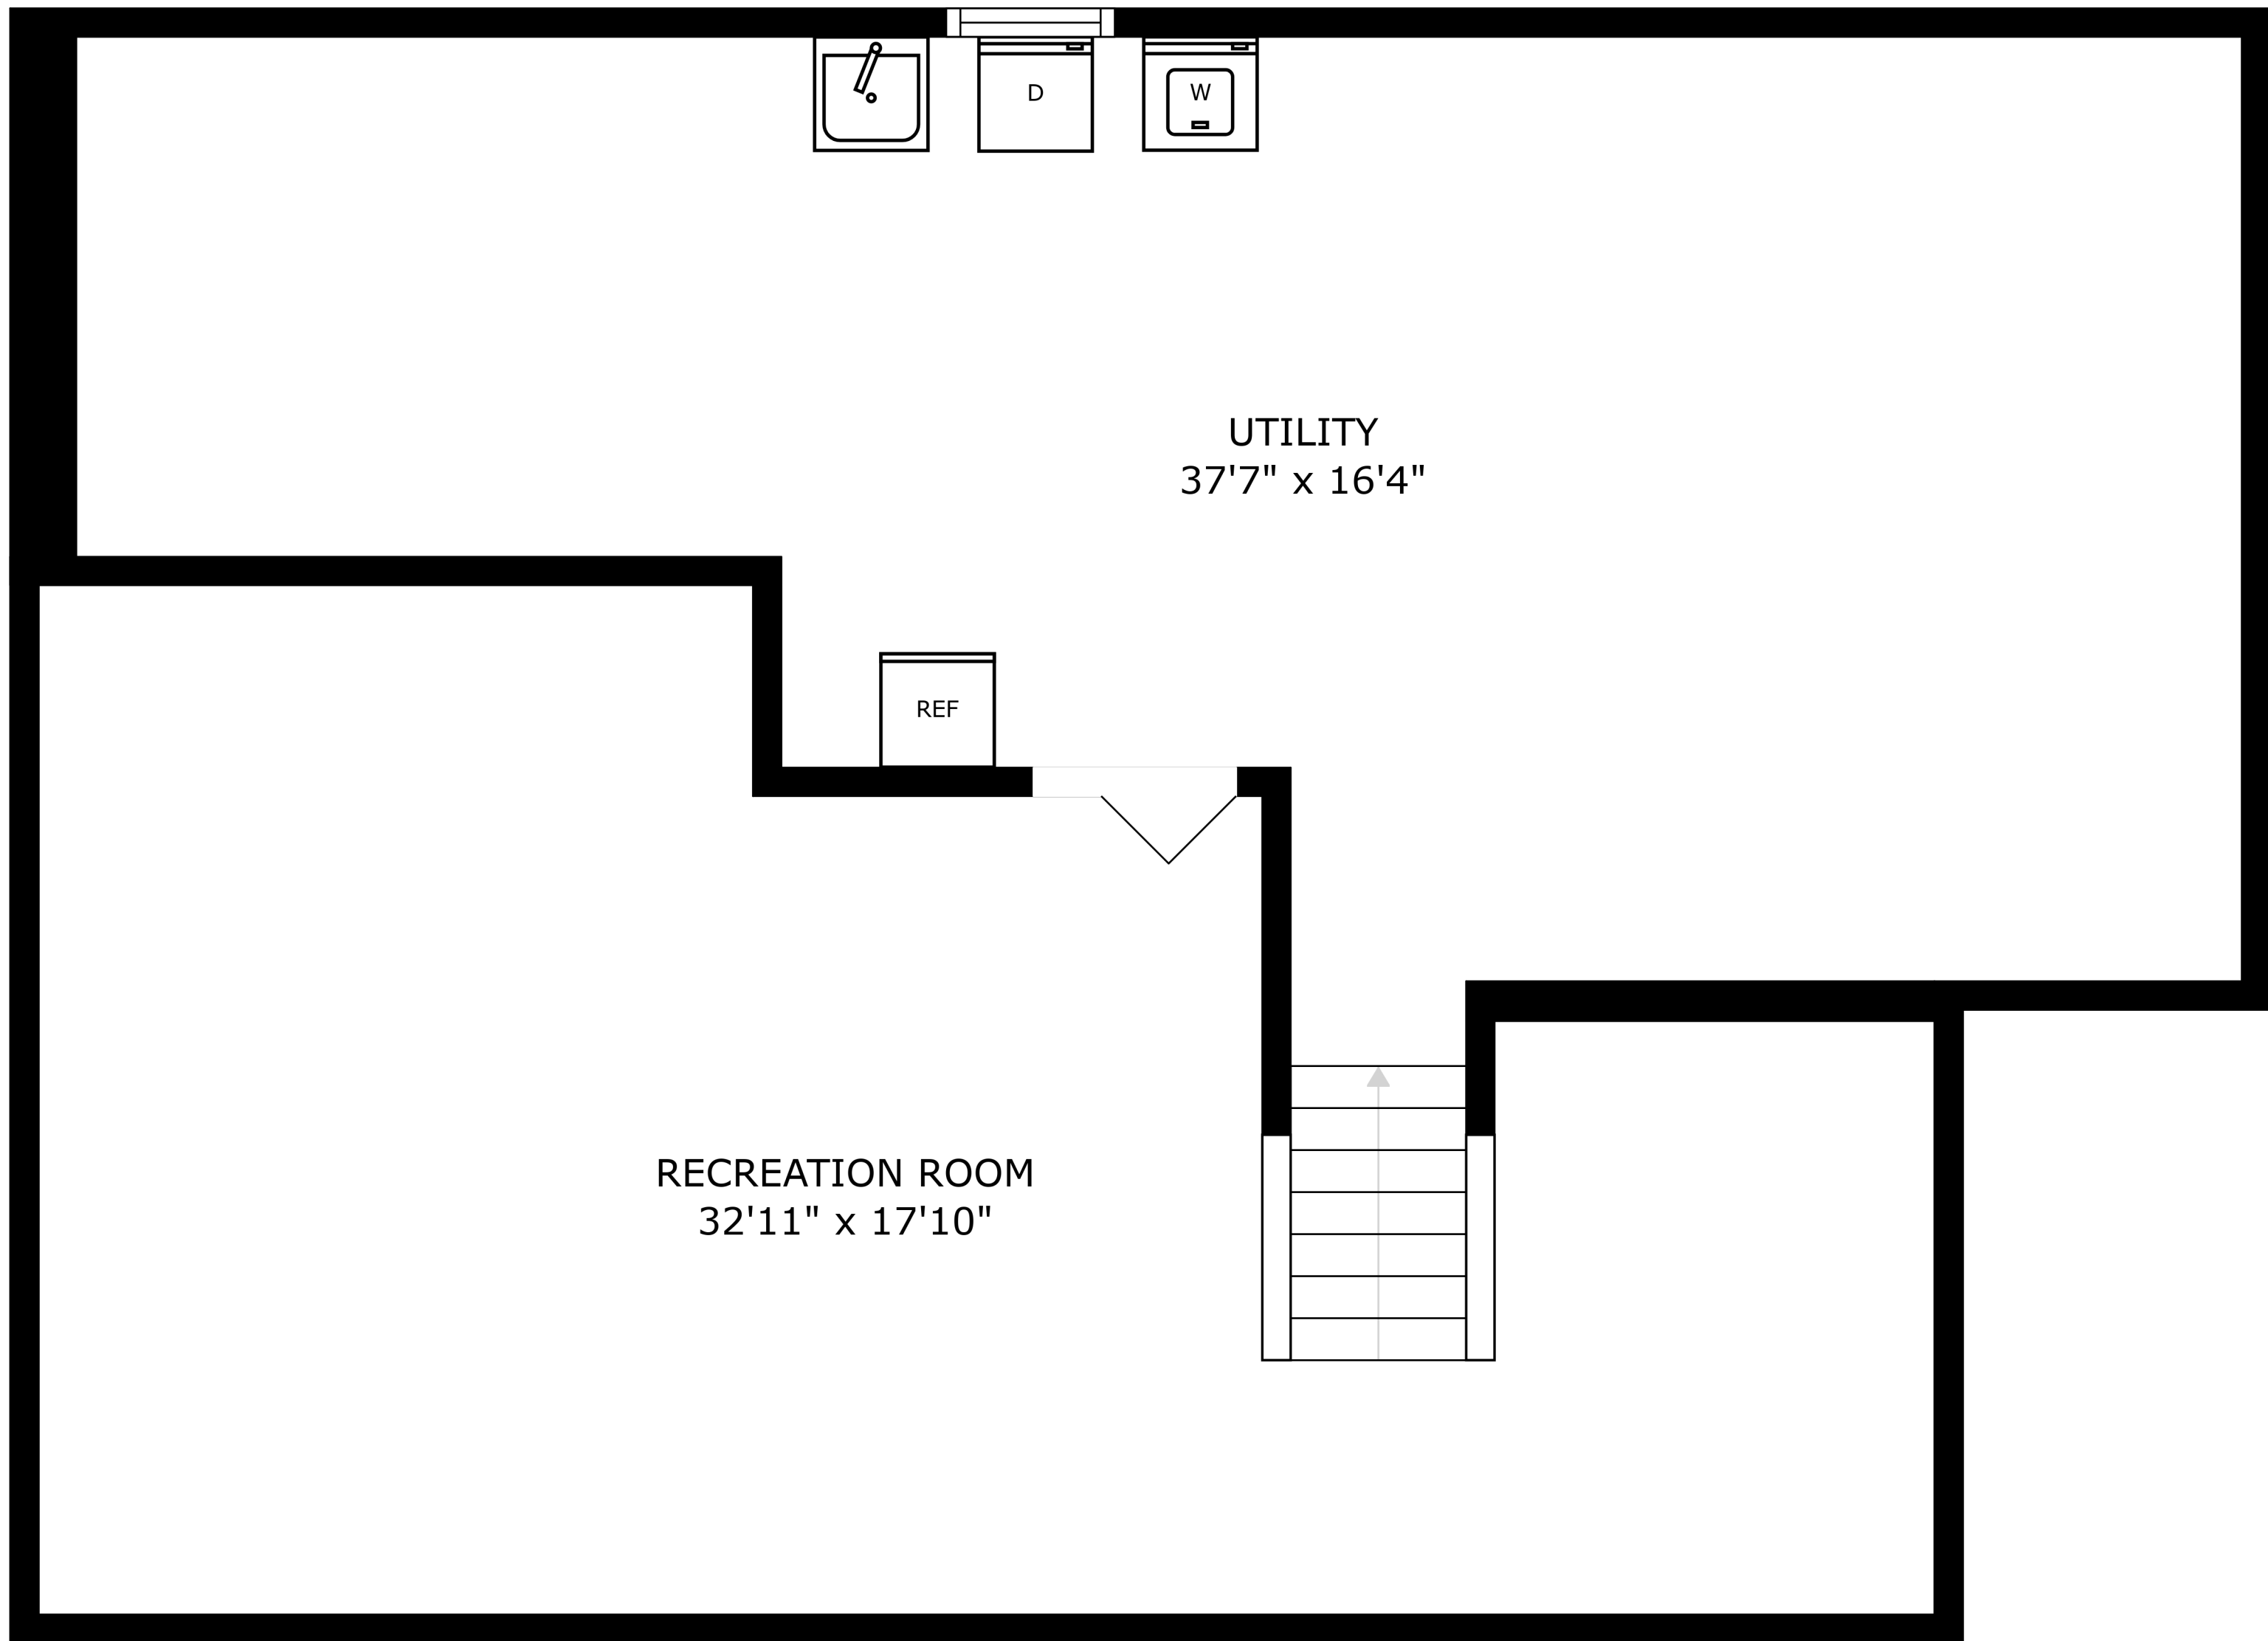 D
W
UTILITY
37'7" x 16'4"
REF
RECREATION ROOM
32'11" x 17'10"